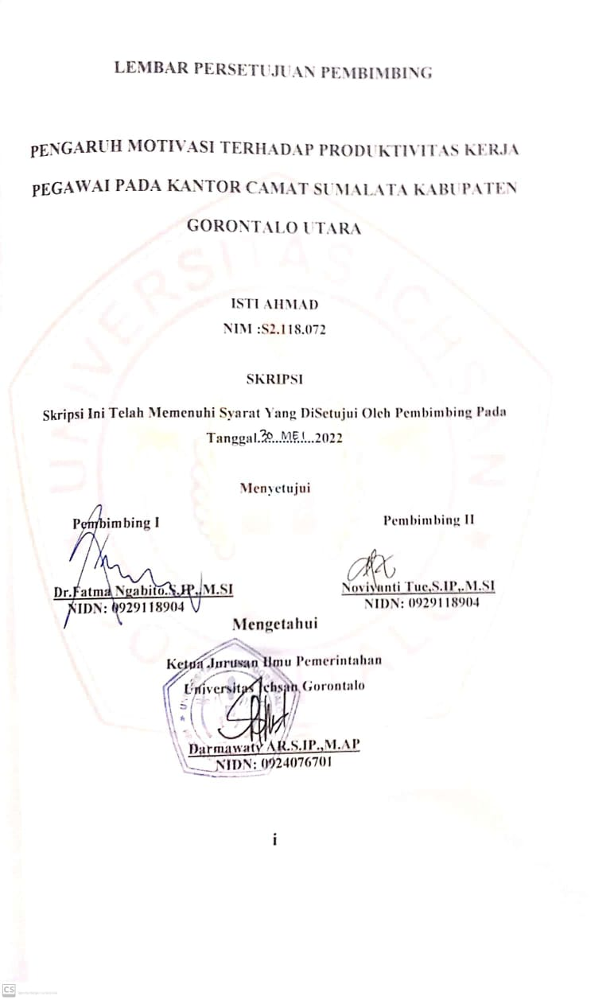 LEMBAR PERSETUJUAN PEMBIMBING
PENGARUH MOTIVASI TERHADAP PRODUKTIVITAS KERJA
PEGAWAI PADA KANTOR CAMAT SUMALATA KABUPATEN
GORONTALO UTARA
ISTI AHMAD
NIM :S2.118.072
SKRIPSI
Skripsi Ini Telah Memenuhi Syarat Yang DiSetujui Oleh Pembimbing Pada
Tanggal.30...MEI...2022
Menyetujui
Pembimbing I
Pembimbing II
Dr.Fatma Ngabito.S.IP,.M.SI
NIDN: 0929118904
Noviyanti Tue,S.IP,.M.SI
NIDN: 0929118904
Mengetahui
Ketua Jurusan Ilmu Pemerintahan
Universitas Ichsan Gorontalo
Darmawaty AR.S.IP.,M.AP
NIDN: 0924076701
i
UNIVERSITAS ICHSAN
CS